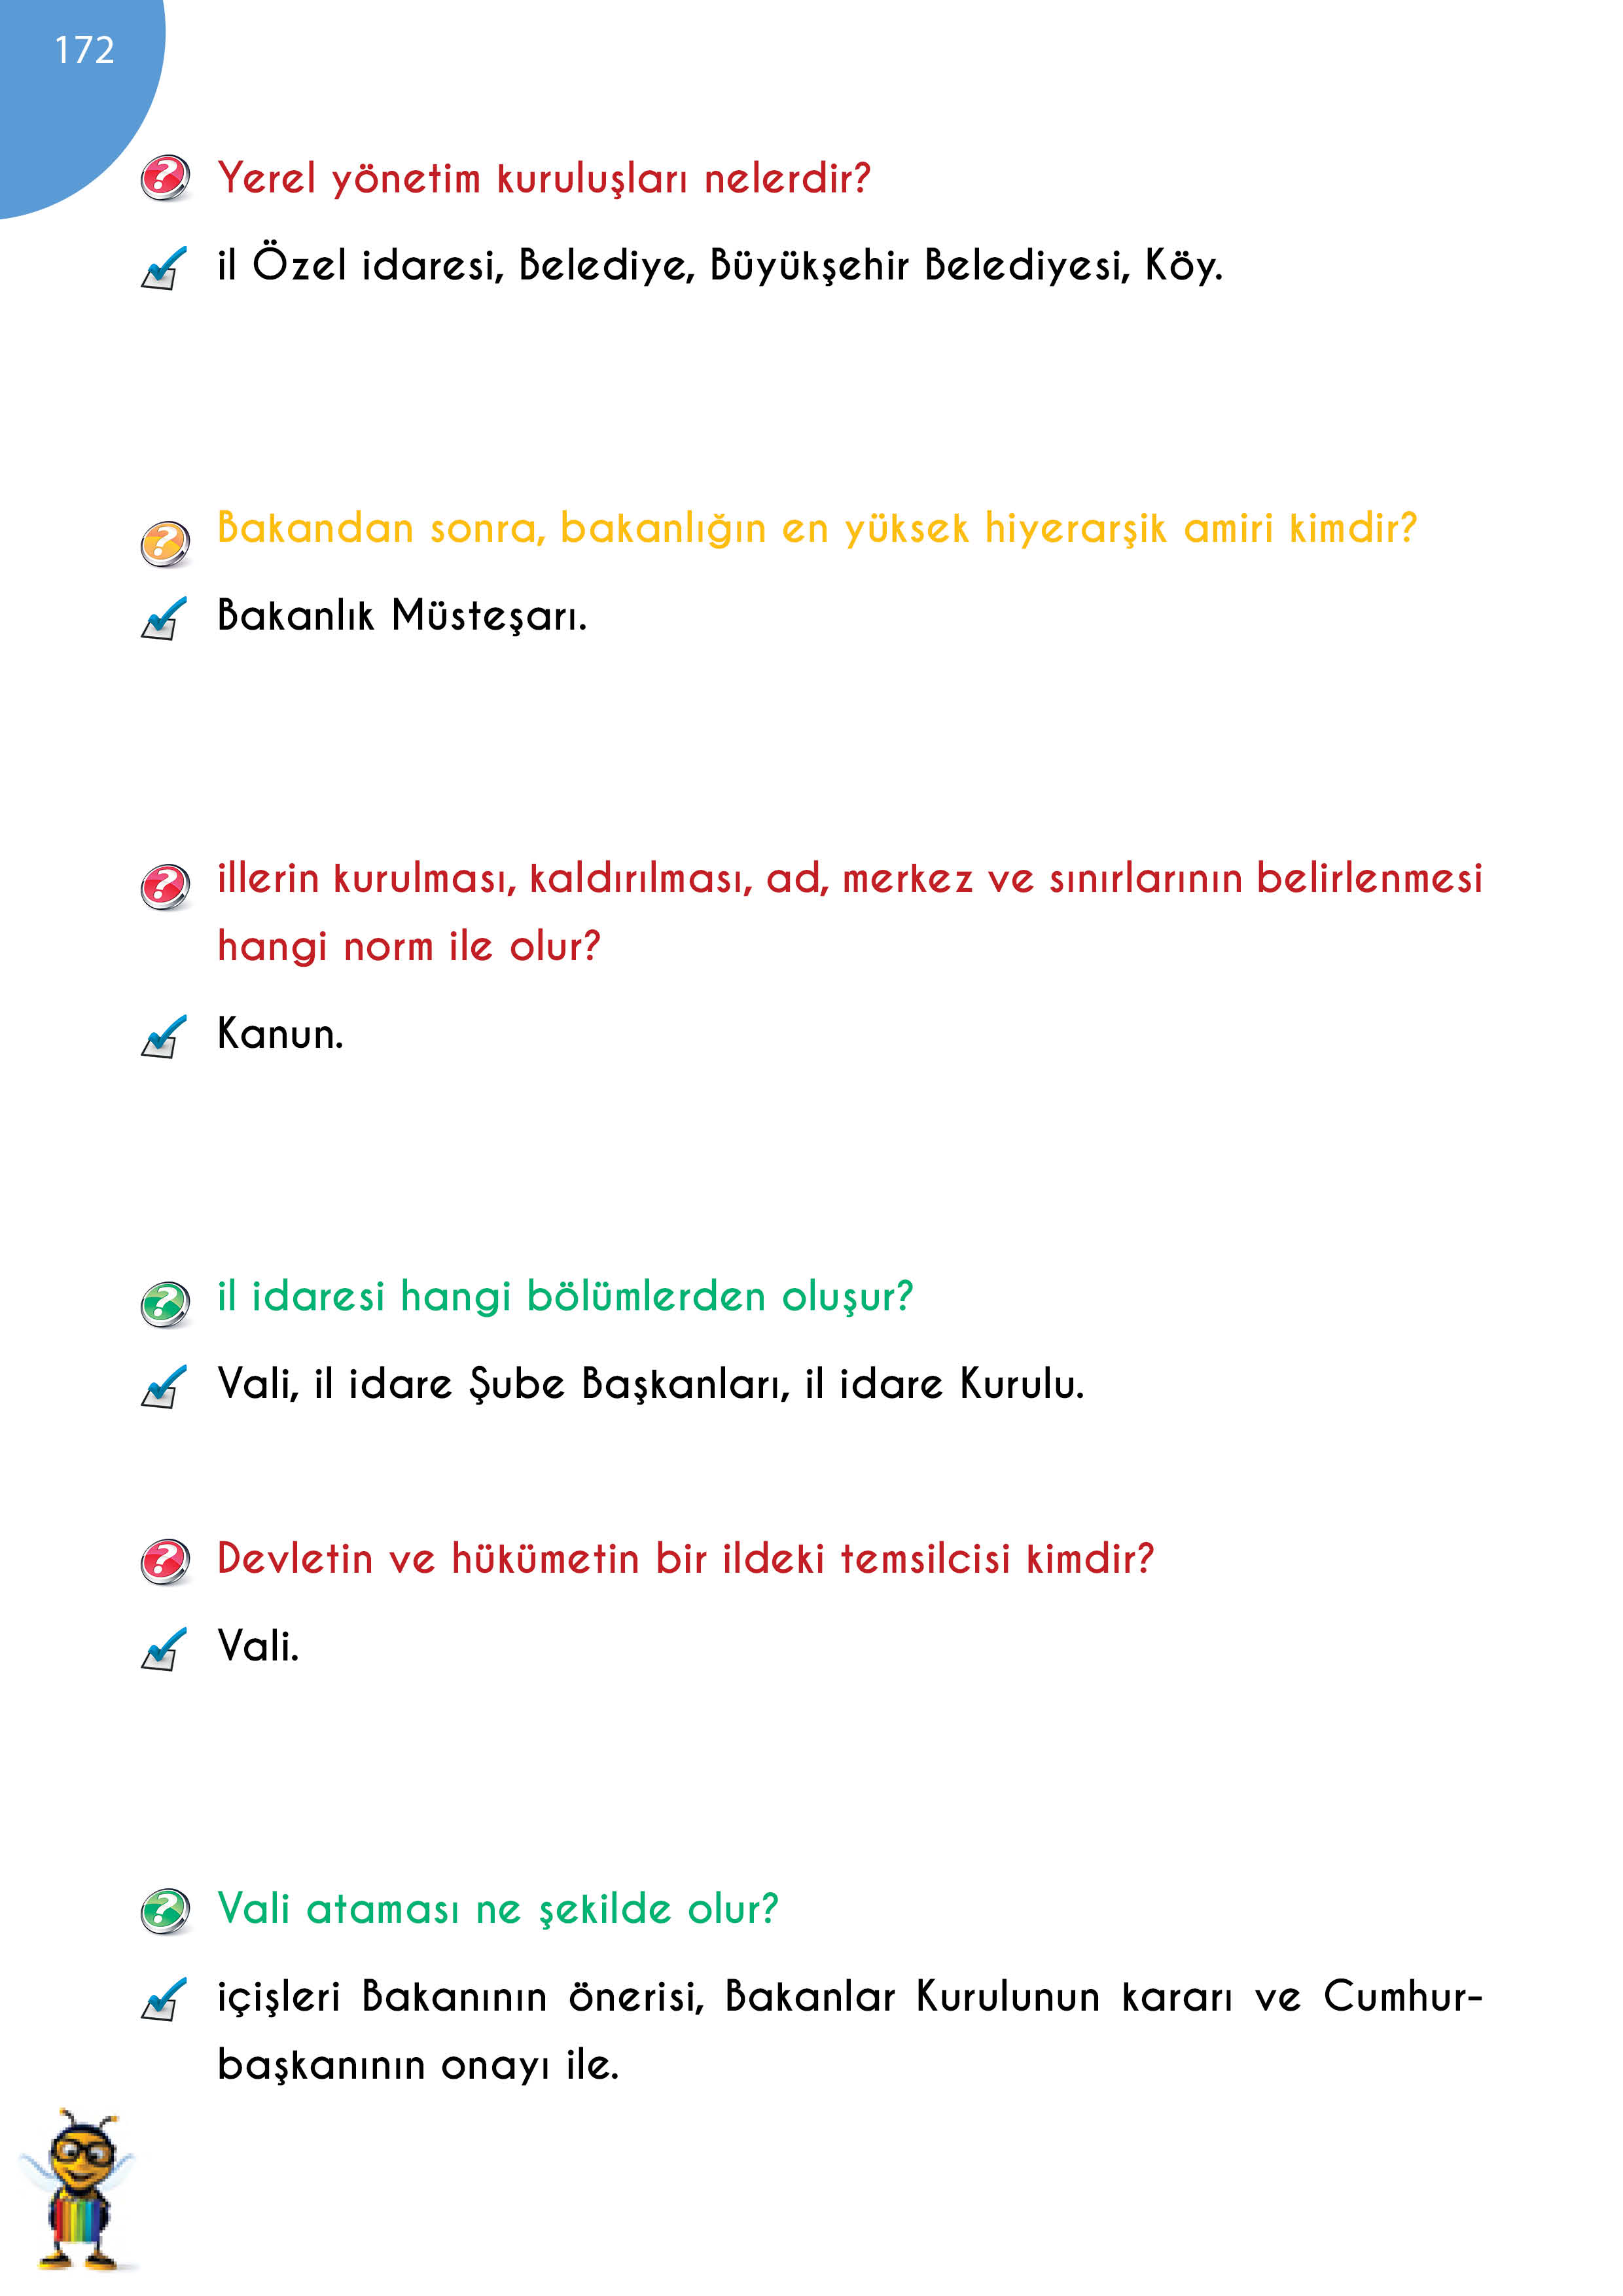 172
Yerel yönetim kuruluşları nelerdir?
il Özel idaresi, Belediye, Büyükşehir Belediyesi, Köy.
Bakandan sonra, bakanlığın en yüksek hiyerarşik amiri kimdir?
Bakanlık Müsteşarı.
illerin kurulması, kaldırılması, ad, merkez ve sınırlarının belirlenmesi
hangi norm ile olur?
Kanun.
il idaresi hangi bölümlerden oluşur?
Vali, il idare Şube Başkanları, il idare Kurulu.
Devletin ve hükümetin bir ildeki temsilcisi kimdir?
Vali.
Vali ataması ne şekilde olur?
içişleri Bakanının önerisi, Bakanlar Kurulunun kararı ve Cumhur-
başkanının onayı ile.